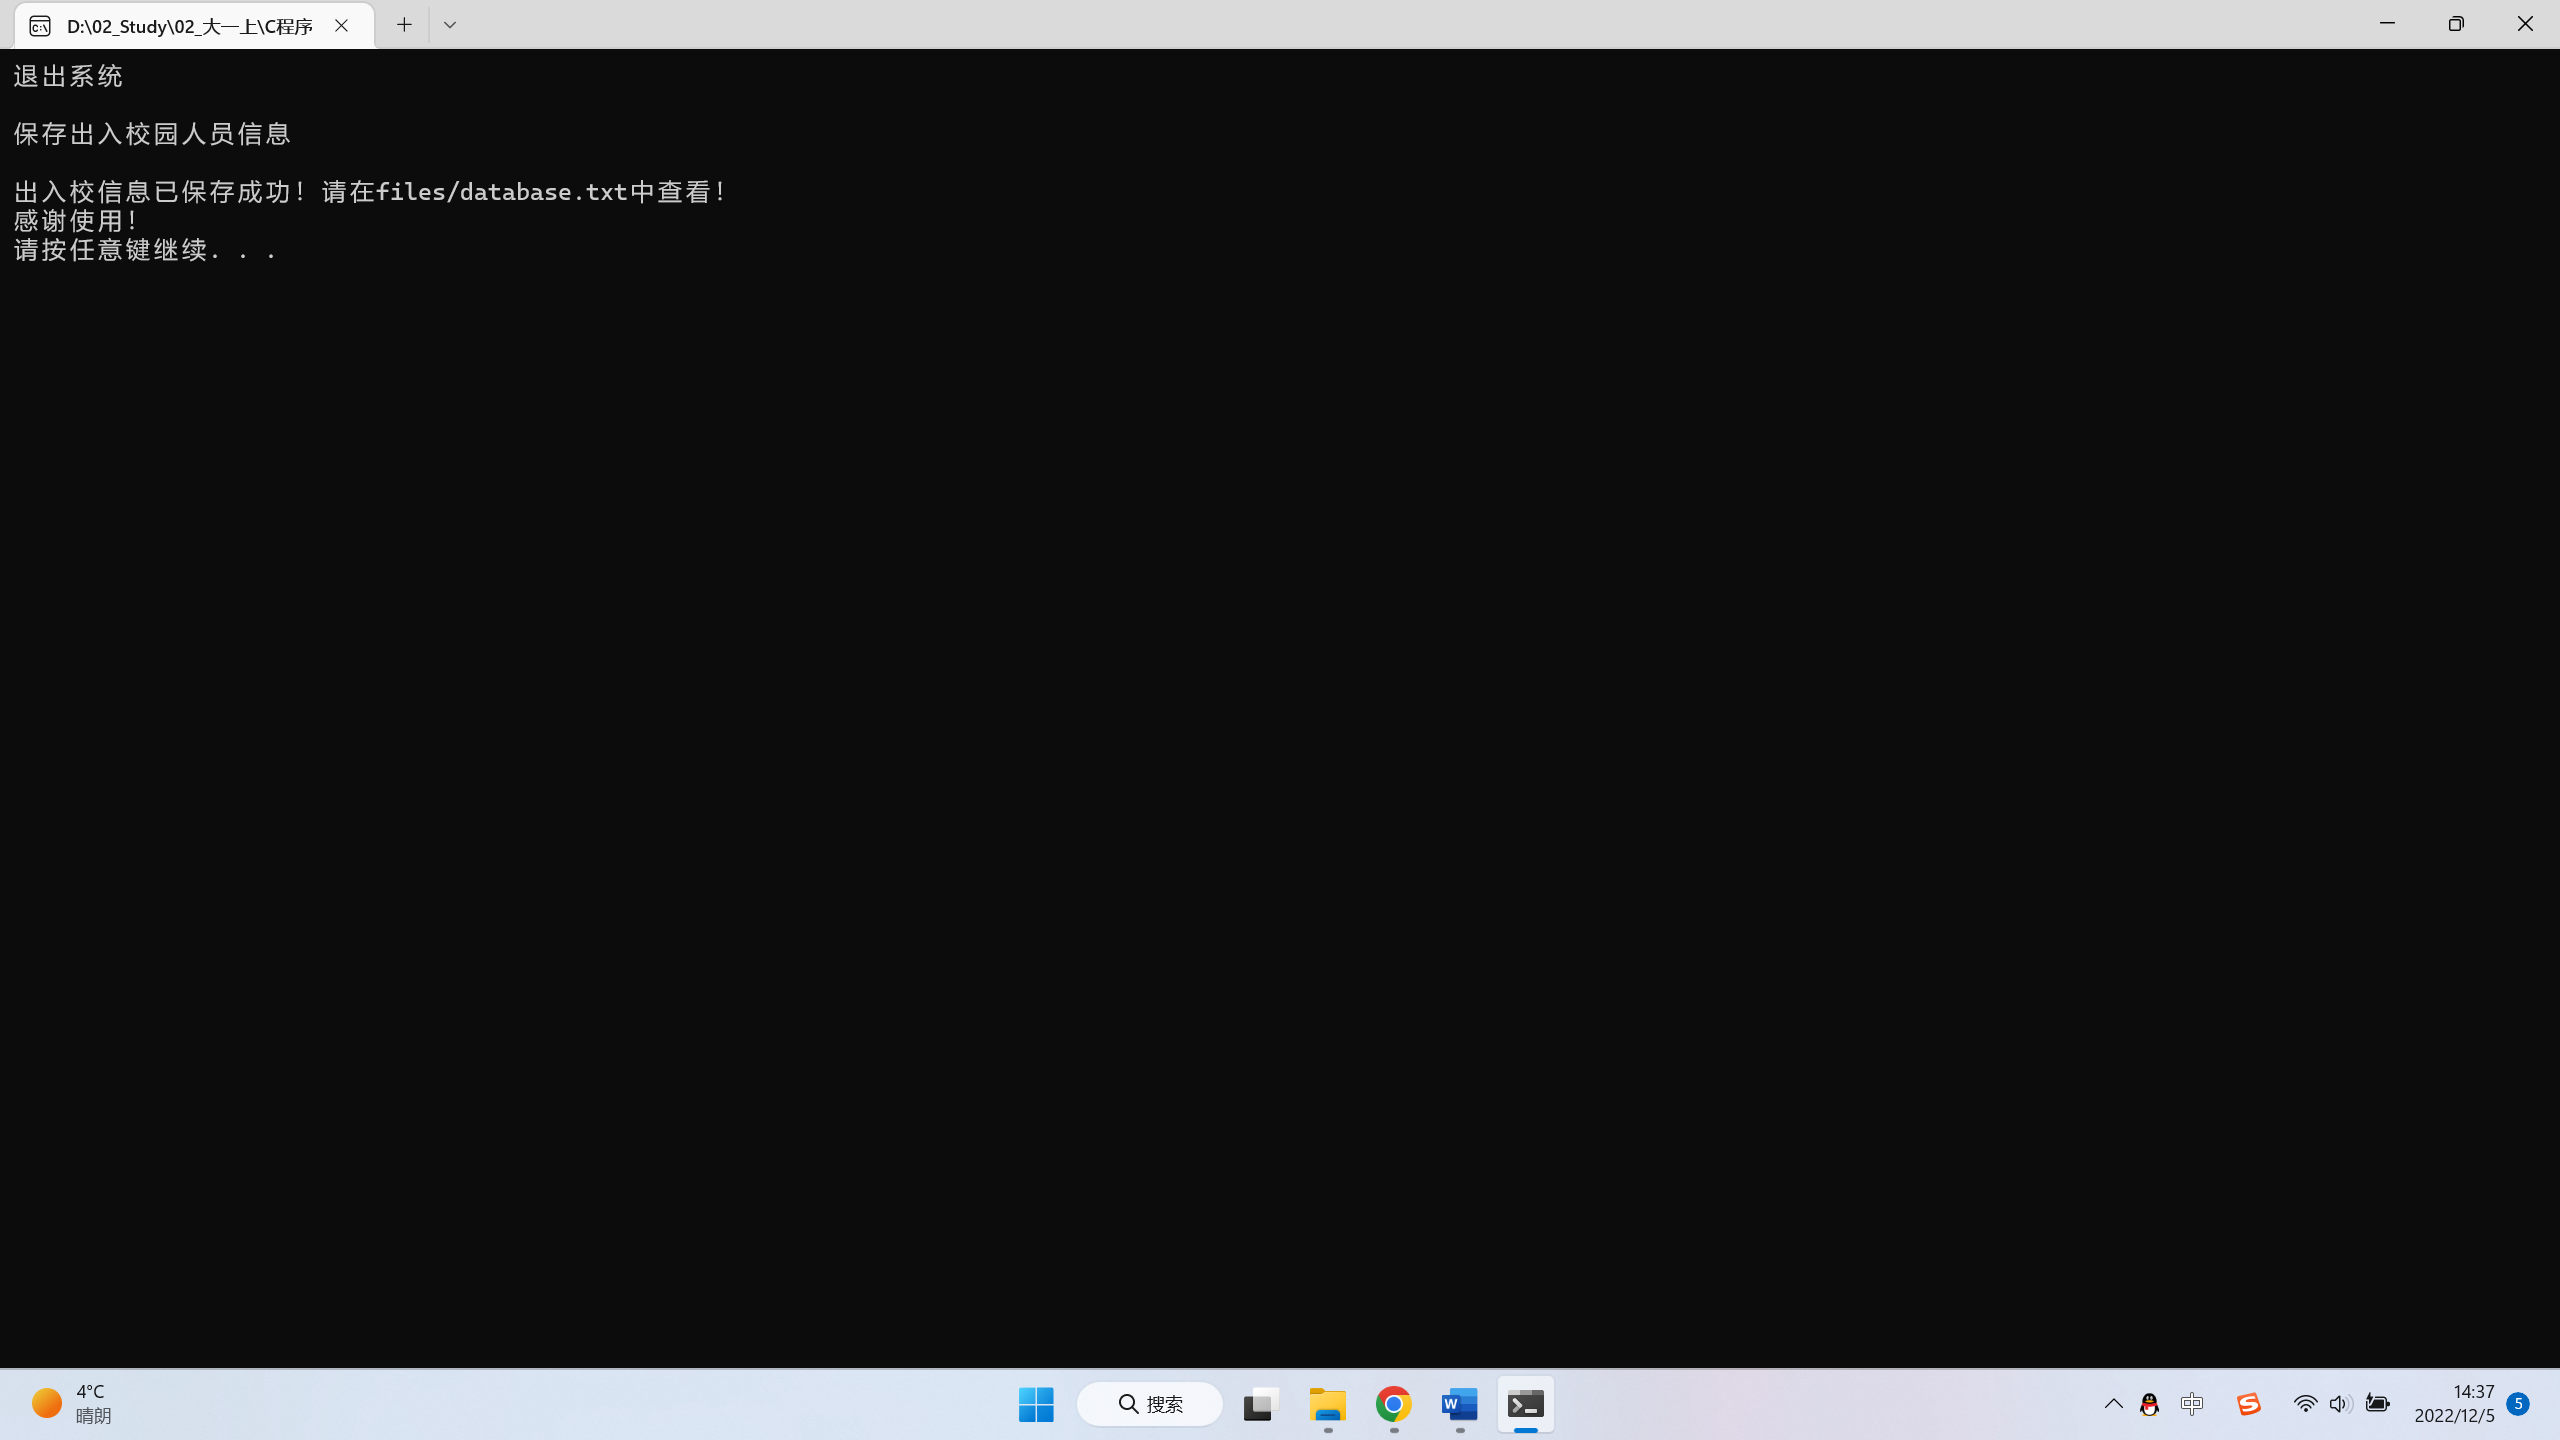 D:\02_Study\02_大一上\C程序
退出系统
保存出入校园人员信息
出入校信息已保存成功！请在files/database.txt中查看！
感谢使用！
请按任意键继续. . .
4°C
晴朗
搜索
中
14:37
2022/12/5
5